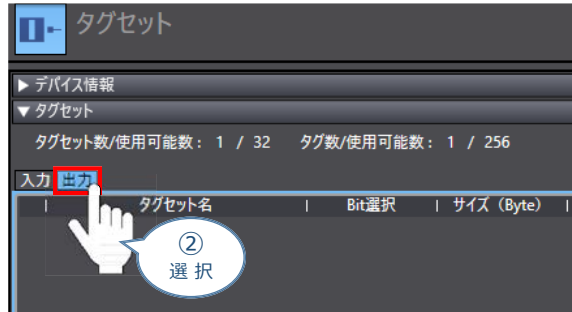 タグセット
▶ デバイス情報
▼ タグセット
タグセット数/使用可能数： 1 / 32 タグ数/使用可能数： 1 / 256
入力 出力
| タグセット名 | Bit選択 | サイズ（Byte） |
②
選 択